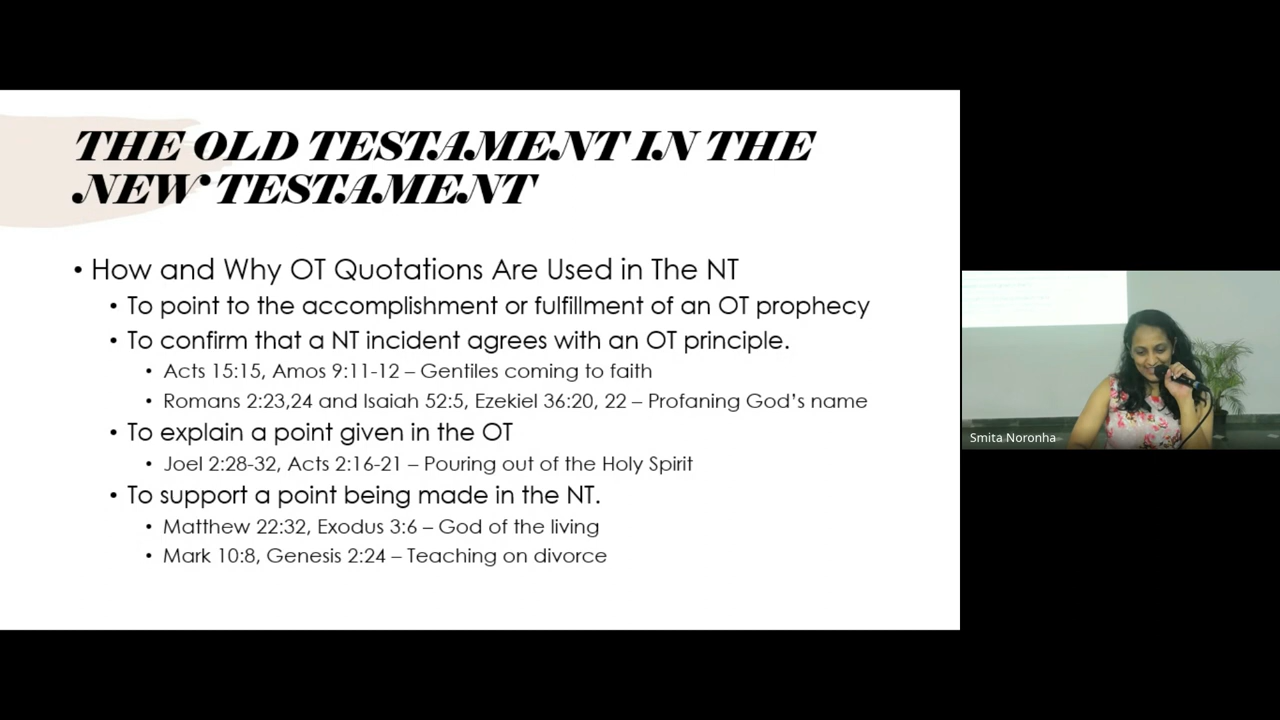 THE OLD TESTAMENT IN THE
NEW TESTAMENT
• How and Why OT Quotations Are Used in The NT
• To point to the accomplishment or fulfillment of an OT prophecy
• To confirm that a NT incident agrees with an OT principle.
• Acts 15:15, Amos 9:11-12 – Gentiles coming to faith
• Romans 2:23,24 and Isaiah 52:5, Ezekiel 36:20, 22 – Profaning God's name
• To explain a point given in the OT
• Joel 2:28-32, Acts 2:16-21 – Pouring out of the Holy Spirit
• To support a point being made in the NT.
• Matthew 22:32, Exodus 3:6 – God of the living
• Mark 10:8, Genesis 2:24 – Teaching on divorce
Smita Noronha